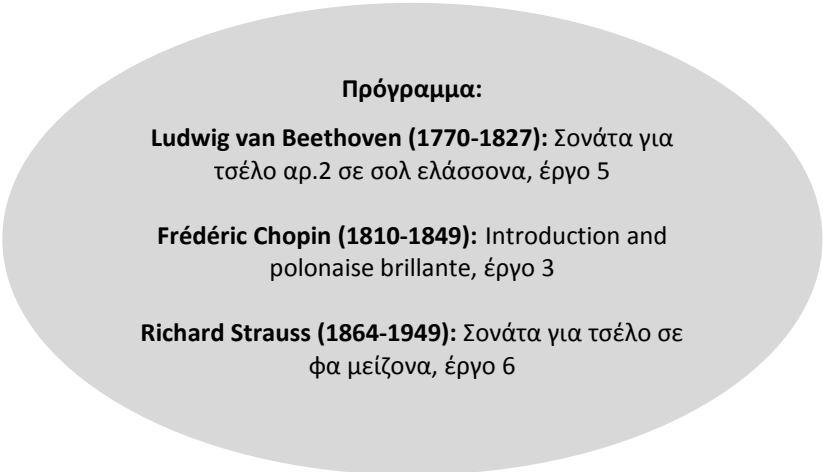 Πρόγραμμα:
Ludwig van Beethoven (1770-1827): Σονάτα για
τσέλο αρ.2 σε σολ ελάσσονα, έργο 5
Frédéric Chopin (1810-1849): Introduction and
polonaise brillante, έργο 3
Richard Strauss (1864-1949): Σονάτα για τσέλο σε
φα μείζονα, έργο 6